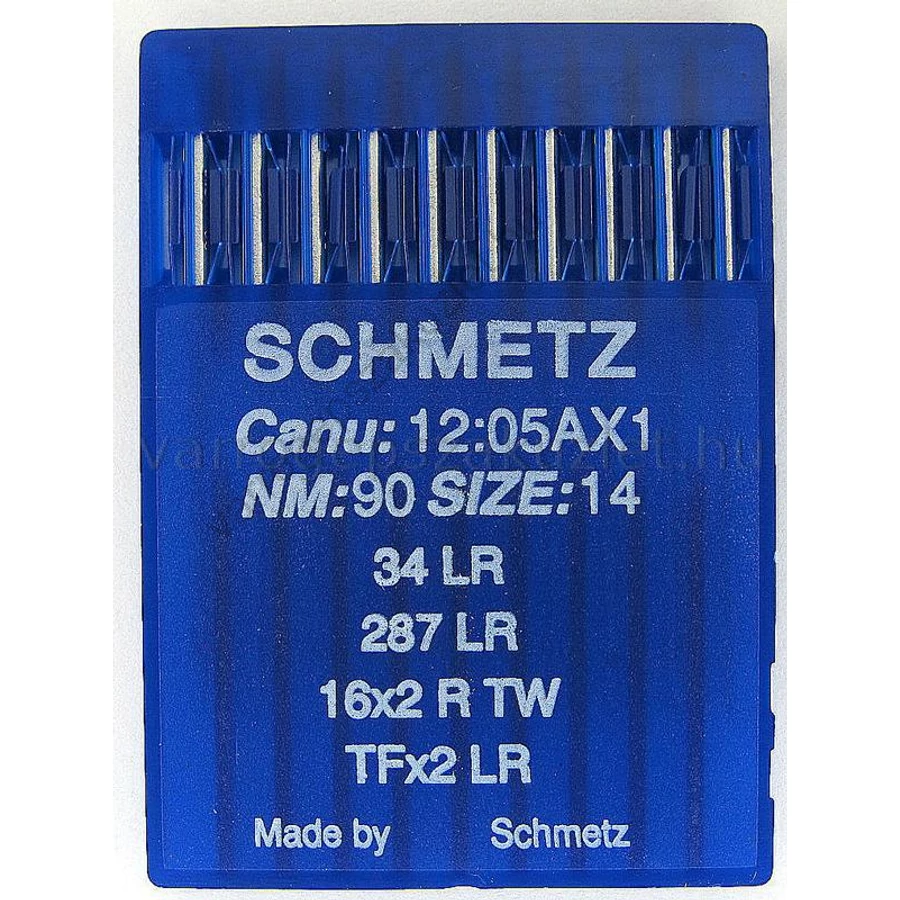 SCHMETZ
Canu: 12:05AX1
NM:90 SIZE:14
34 LR
287 LR
16x2 R TW
TFx2 LR
Made by Schmetz